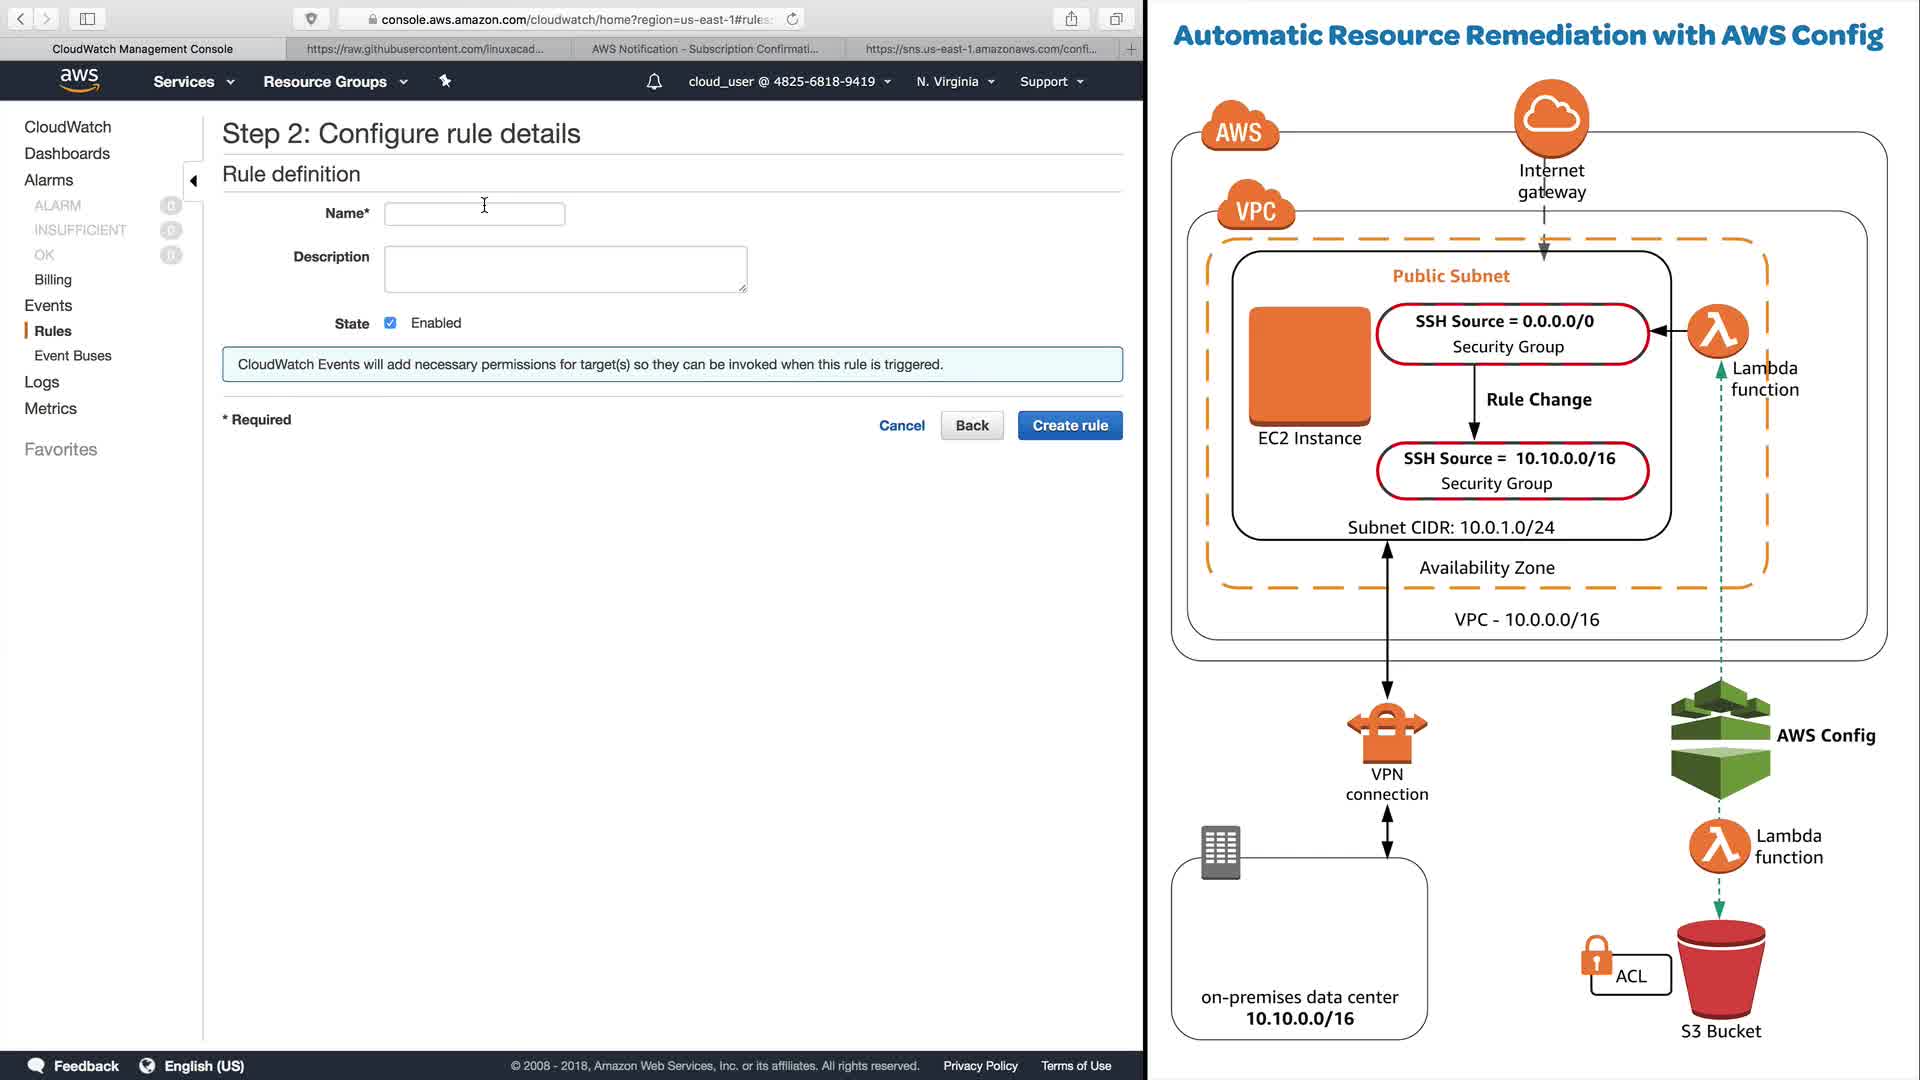 console.aws.amazon.com/cloudwatch/home?region=us-east-1#rules:
CloudWatch Management Console
https://raw.githubusercontent.com/linuxacad...
AWS Notification - Subscription Confirmati...
https://sns.us-east-1.amazonaws.com/confi...
aws
Services
Resource Groups
cloud_user @ 4825-6818-9419
N. Virginia
Support
CloudWatch
Dashboards
Alarms
ALARM 0
INSUFFICIENT 0
OK 0
Billing
Events
Rules
Event Buses
Logs
Metrics
Favorites
Step 2: Configure rule details
Rule definition
Name*
Description
State
Enabled
CloudWatch Events will add necessary permissions for target(s) so they can be invoked when this rule is triggered.
* Required
Cancel
Back
Create rule
Feedback
English (US)
© 2008 - 2018, Amazon Web Services, Inc. or its affiliates. All rights reserved.
Privacy Policy
Terms of Use
Automatic Resource Remediation with AWS Config
AWS
Internet
gateway
VPC
Public Subnet
SSH Source = 0.0.0.0/0
Security Group
Lambda
function
Rule Change
EC2 Instance
SSH Source = 10.10.0.0/16
Security Group
Subnet CIDR: 10.0.1.0/24
Availability Zone
VPC - 10.0.0.0/16
VPN
connection
AWS Config
Lambda
function
on-premises data center
10.10.0.0/16
ACL
S3 Bucket